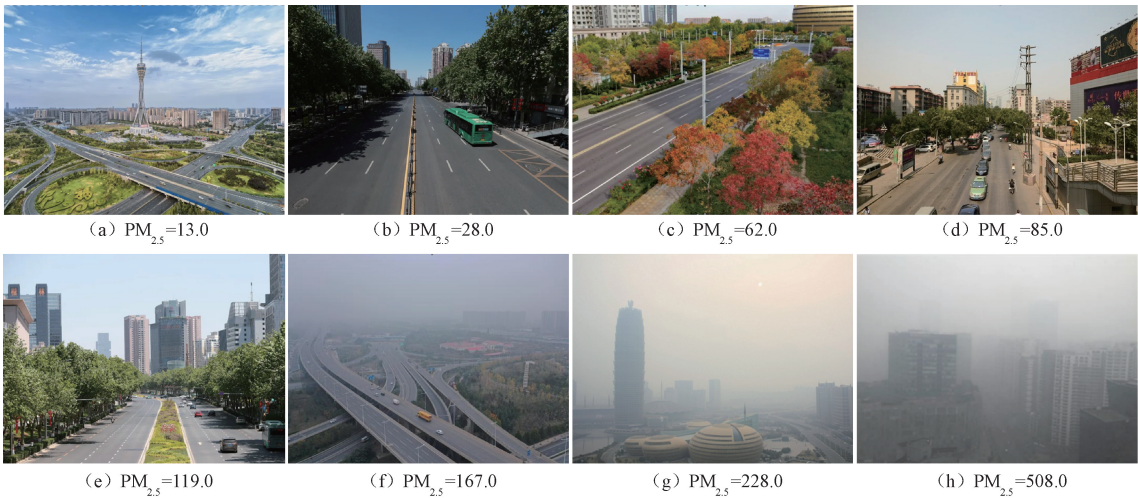 （a）PM2.5=13.0
（b）PM2.5=28.0
（c）PM2.5=62.0
（d）PM2.5=85.0
（e）PM2.5=119.0
（f）PM2.5=167.0
（g）PM2.5=228.0
（h）PM2.5=508.0